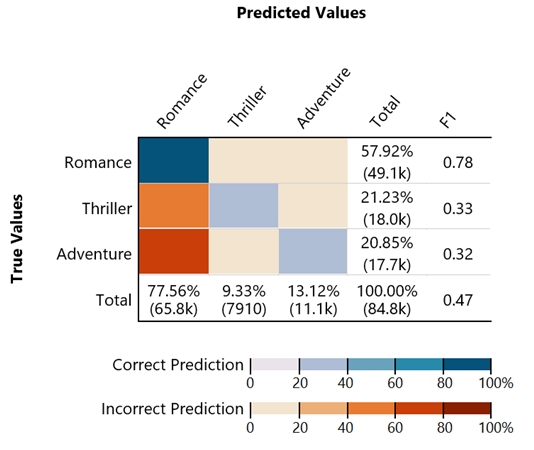 Predicted Values
Romance Thriller Adventure Total F1
True Values
Romance 57.92% (49.1k) 0.78
Thriller 21.23% (18.0k) 0.33
Adventure 20.85% (17.7k) 0.32
Total 77.56% (65.8k) 9.33% (7910) 13.12% (11.1k) 100.00% (84.8k) 0.47
Correct Prediction
0 20 40 60 80 100%
Incorrect Prediction
0 20 40 60 80 100%